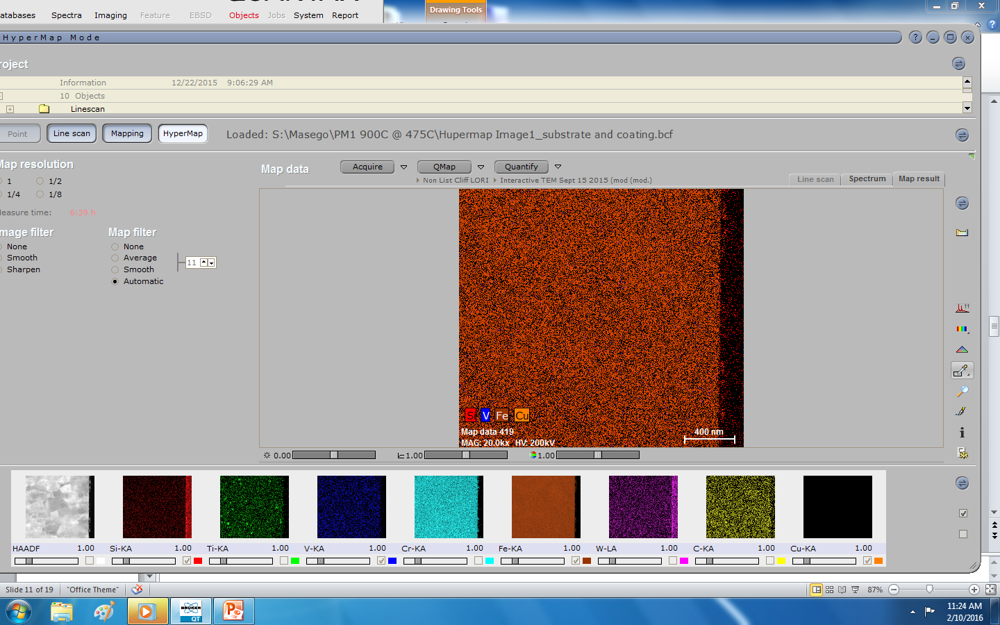 Drawing Tools
atabases Spectra Imaging Feature EBSD Objects Jobs System Report
HyperMap Mode
roject
Information 12/22/2015 9:06:29 AM
10 Objects
Linescan
Point Line scan Mapping HyperMap Loaded: S:\Masego\PM1 900C @ 475C\Hupermap Image1_substrate and coating.bcf
Map resolution
1 1/2
1/4 1/8
easure time: 6:39 h
mage filter Map filter
None None
Smooth Average 11
Sharpen Smooth
Automatic
Map data Acquire QMap Quantify
Non List Cliff LORI Interactive TEM Sept 15 2015 (mod (mod.)
Line scan Spectrum Map result
Si V Fe Cu
Map data 419 400 nm
MAG: 20.0kx HV: 200kV
0.00 1.00 1.00
HAADF 1.00 Si-KA 1.00 Ti-KA 1.00 V-KA 1.00 Cr-KA 1.00 Fe-KA 1.00 W-LA 1.00 C-KA 1.00 Cu-KA 1.00
Slide 11 of 19 "Office Theme" 87%
BRUKER
QT
11:24 AM
2/10/2016